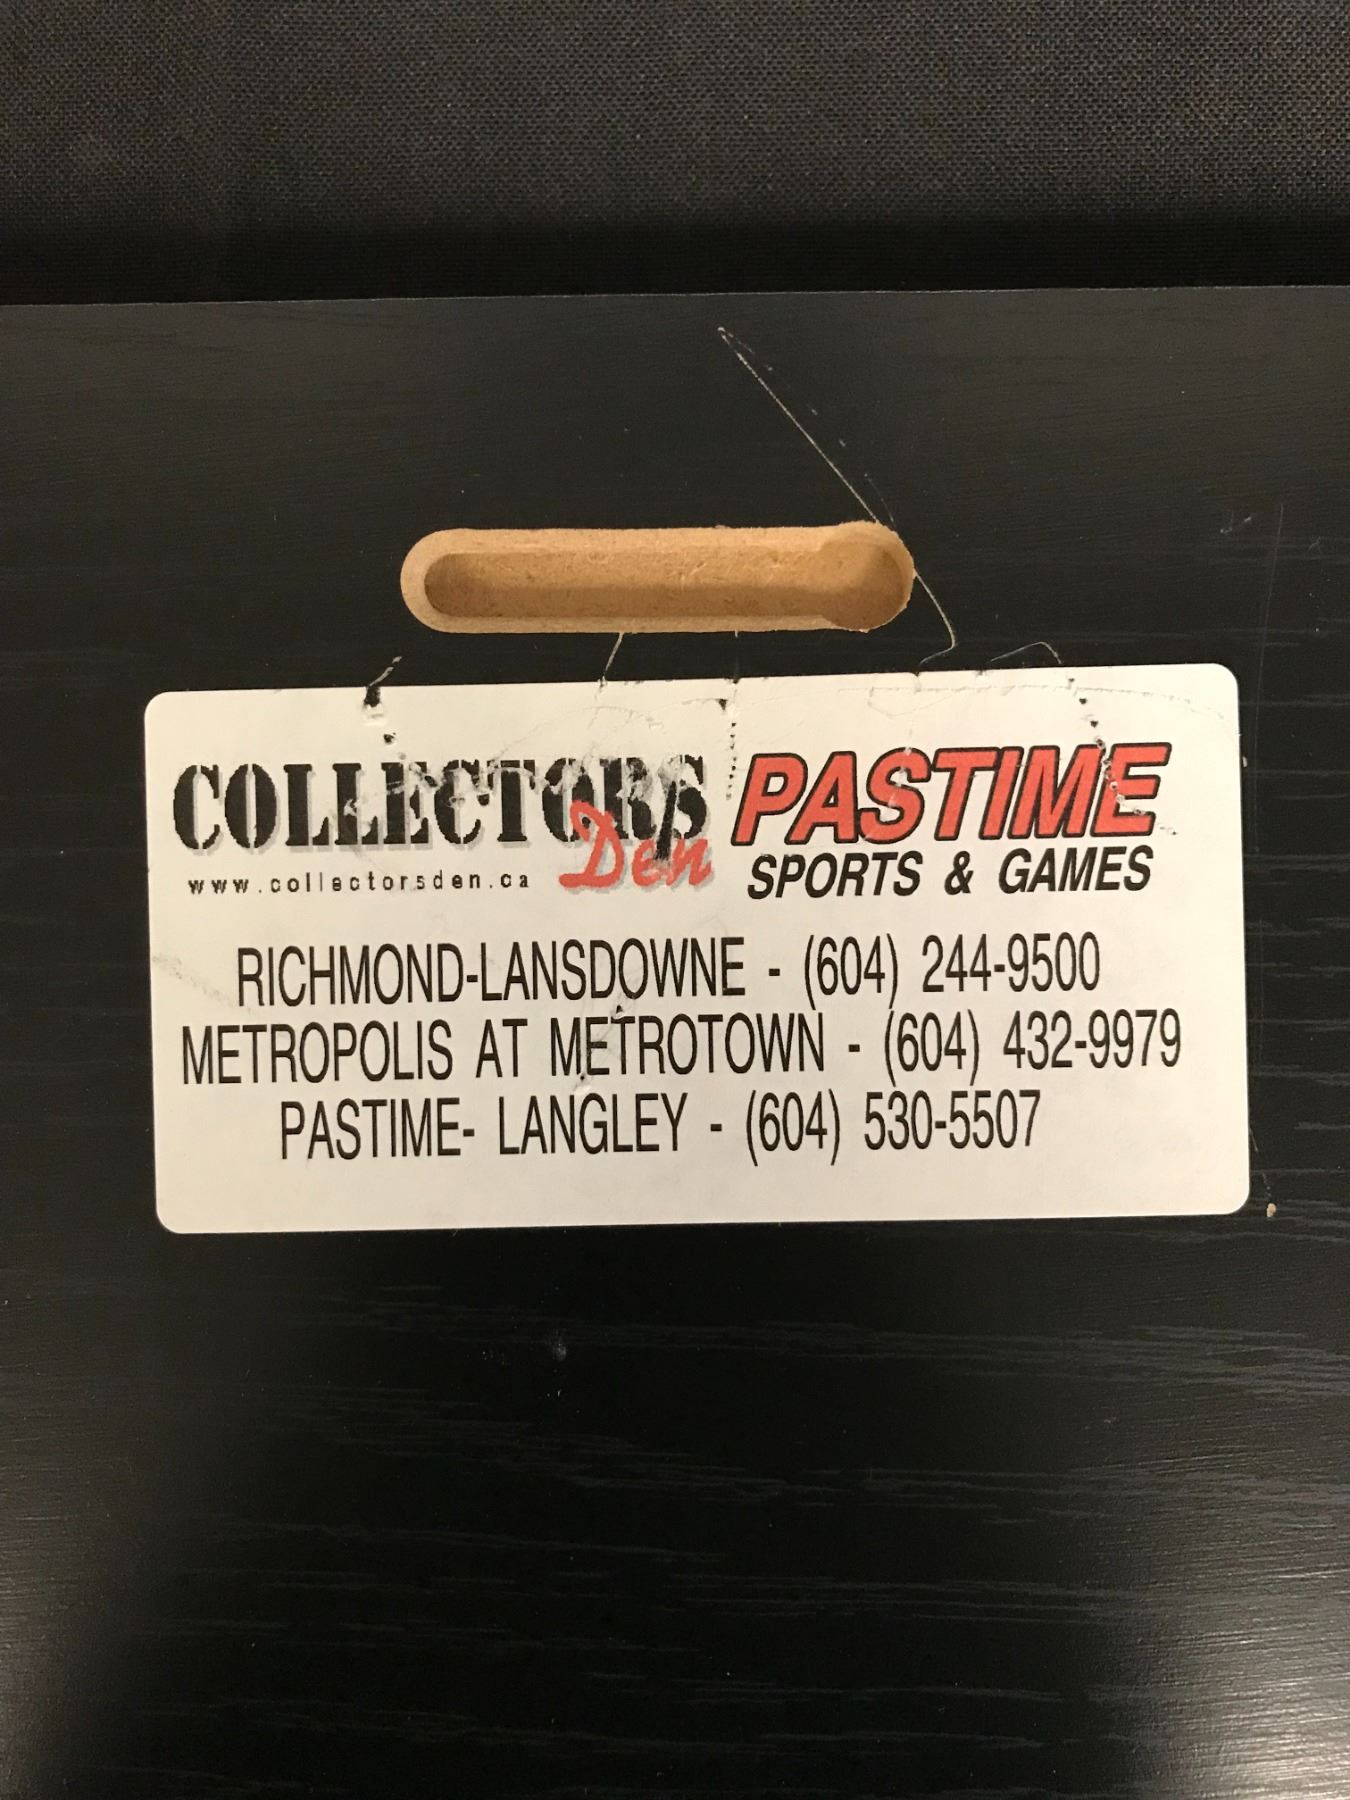 COLLECTORS Den
www.collectorsden.ca
PASTIME
SPORTS & GAMES
RICHMOND-LANSDOWNE - (604) 244-9500
METROPOLIS AT METROTOWN - (604) 432-9979
PASTIME- LANGLEY - (604) 530-5507